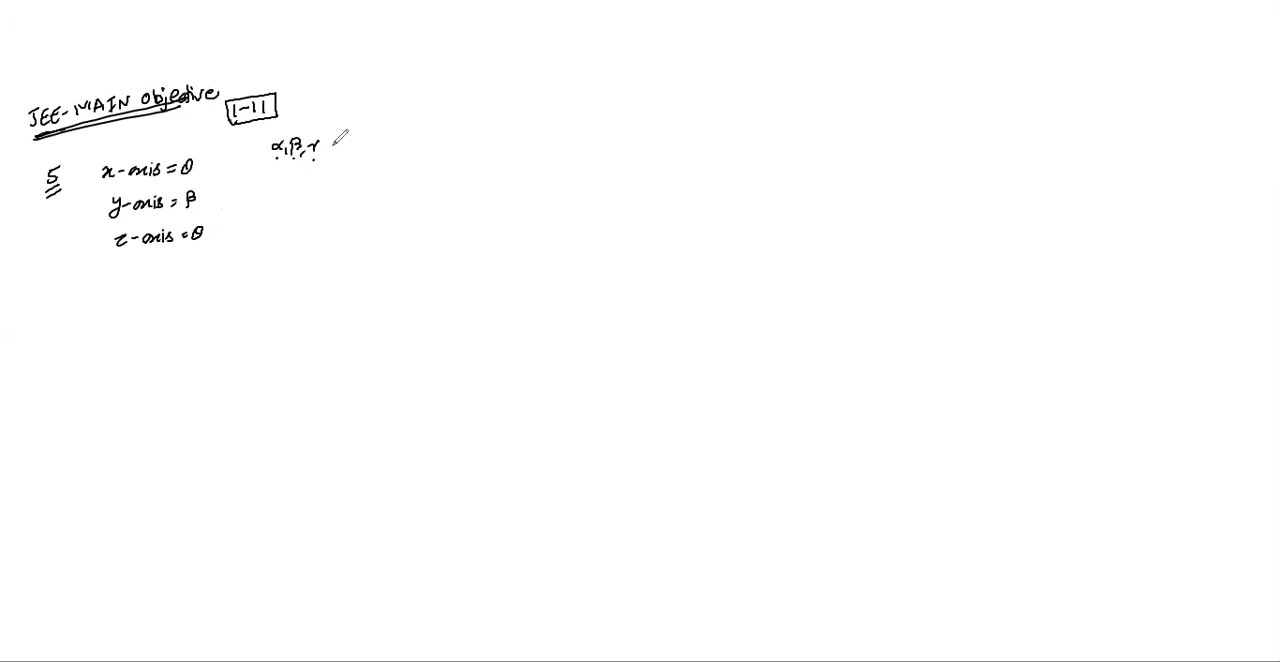 JEE-MAIN Objective 1-11
α, β, γ
5 x-axis = θ
y-axis = β
z-axis = θ